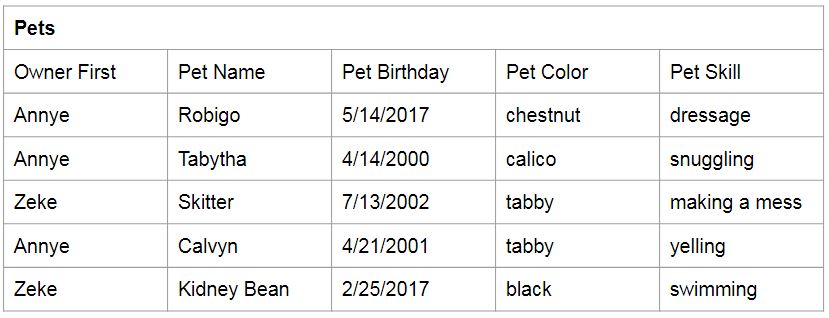 Pets
Owner First Pet Name Pet Birthday Pet Color Pet Skill
Annye Robigo 5/14/2017 chestnut dressage
Annye Tabytha 4/14/2000 calico snuggling
Zeke Skitter 7/13/2002 tabby making a mess
Annye Calvyn 4/21/2001 tabby yelling
Zeke Kidney Bean 2/25/2017 black swimming